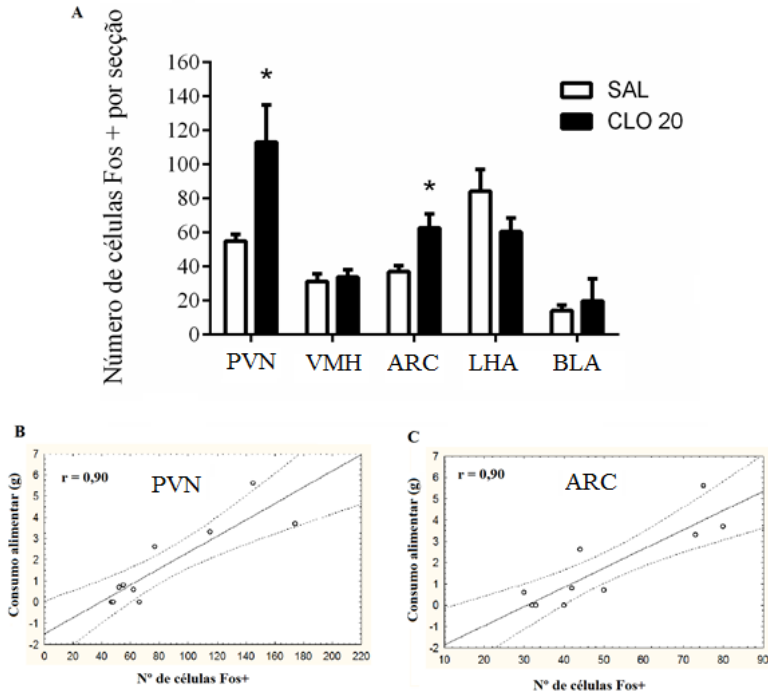 A
Número de células Fos + por secção
160
140
120
100
80
60
40
20
0
*
*
SAL
CLO 20
PVN VMH ARC LHA BLA
B
Consumo alimentar (g)
7
6
5
4
3
2
1
0
-1
-2
r = 0,90
PVN
0 20 40 60 80 100 120 140 160 180 200 220
Nº de células Fos+
C
Consumo alimentar (g)
7
6
5
4
3
2
1
0
-1
-2
r = 0,90
ARC
10 20 30 40 50 60 70 80 90
Nº de células Fos+